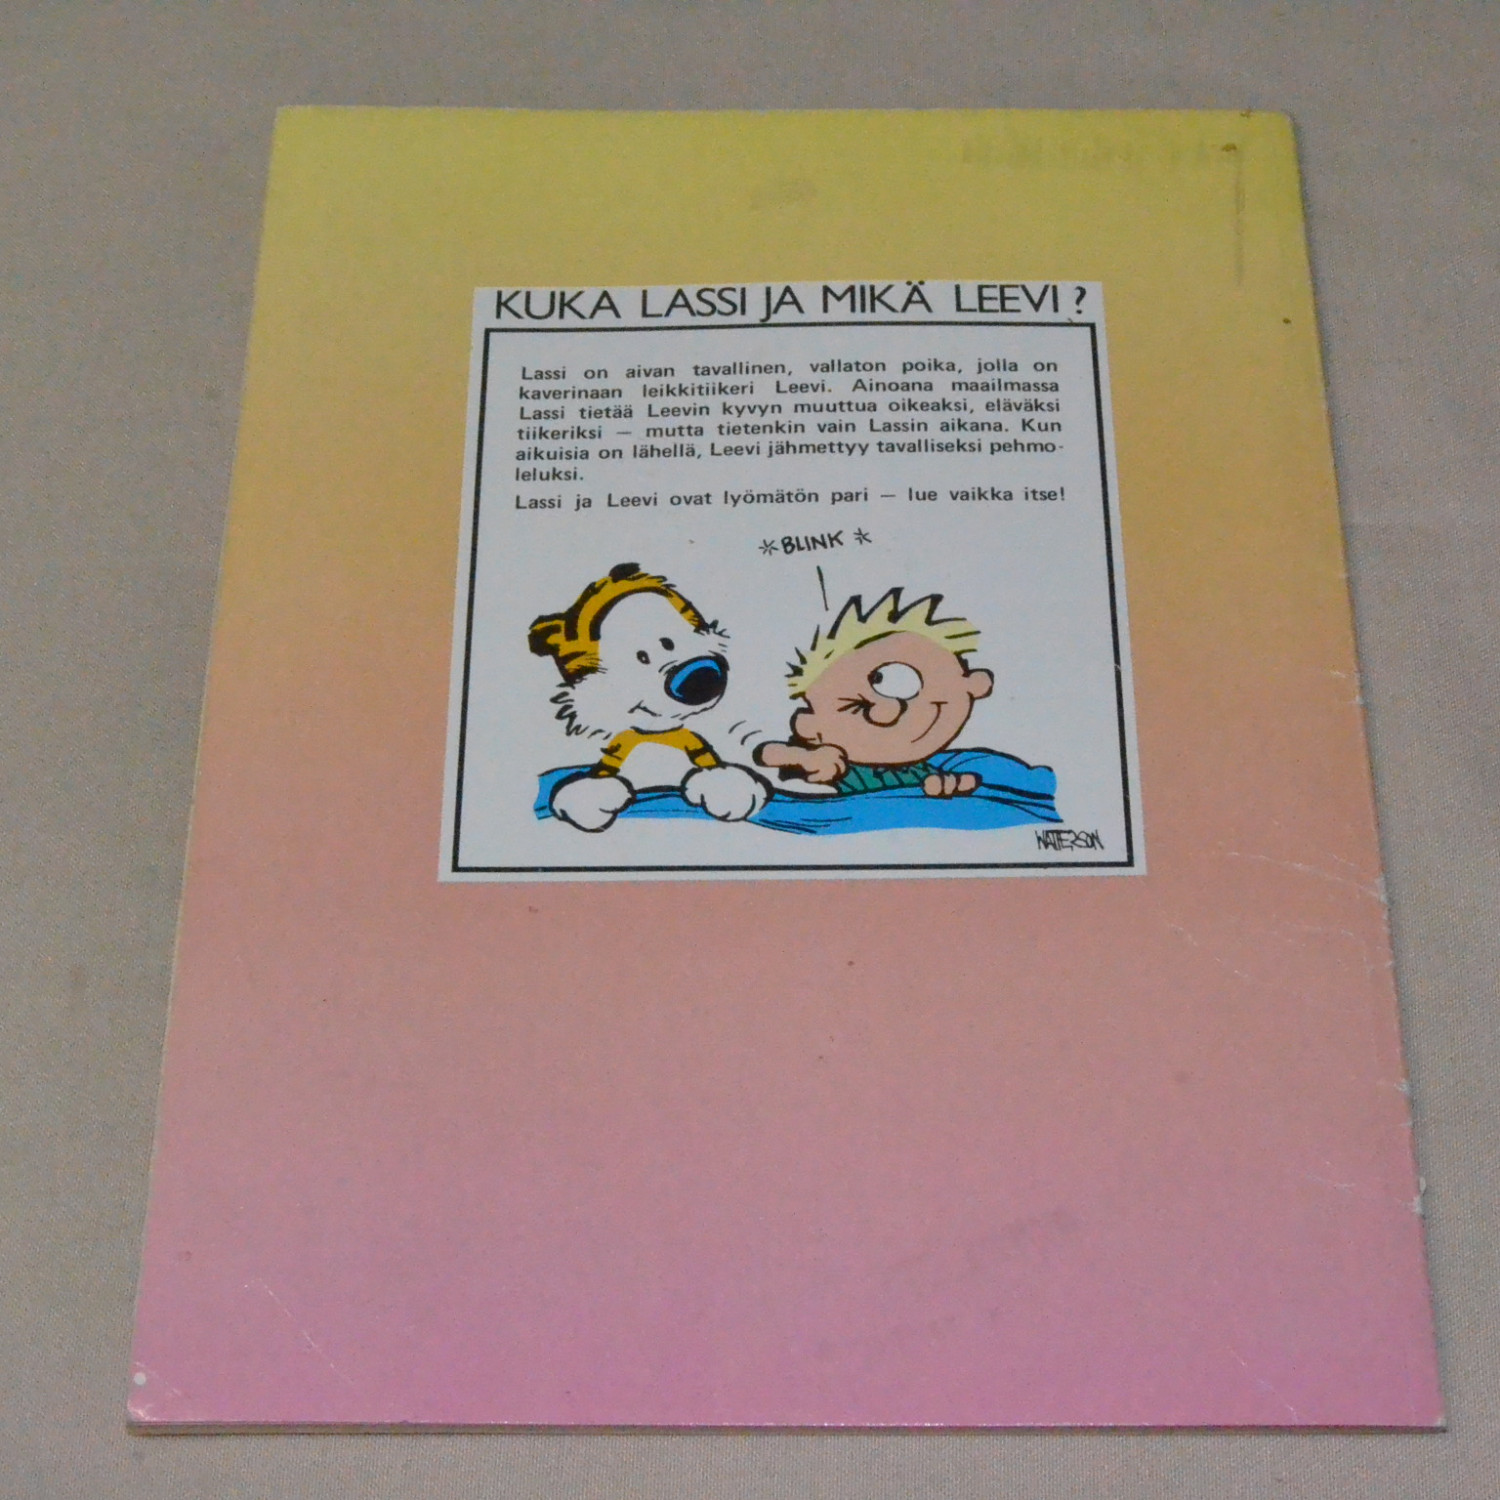 KUKA LASSI JA MIKÄ LEEVI ?
Lassi on aivan tavallinen, vallaton poika, jolla on
kaverinaan leikkitiikeri Leevi. Ainoana maailmassa
Lassi tietää Leevin kyvyn muuttua oikeaksi, eläväksi
tiikeriksi — mutta tietenkin vain Lassin aikana. Kun
aikuisia on lähellä, Leevi jähmettyy tavalliseksi pehmo-
leluksi.
Lassi ja Leevi ovat lyömätön pari — lue vaikka itse!
*BLINK*
WATTERSON